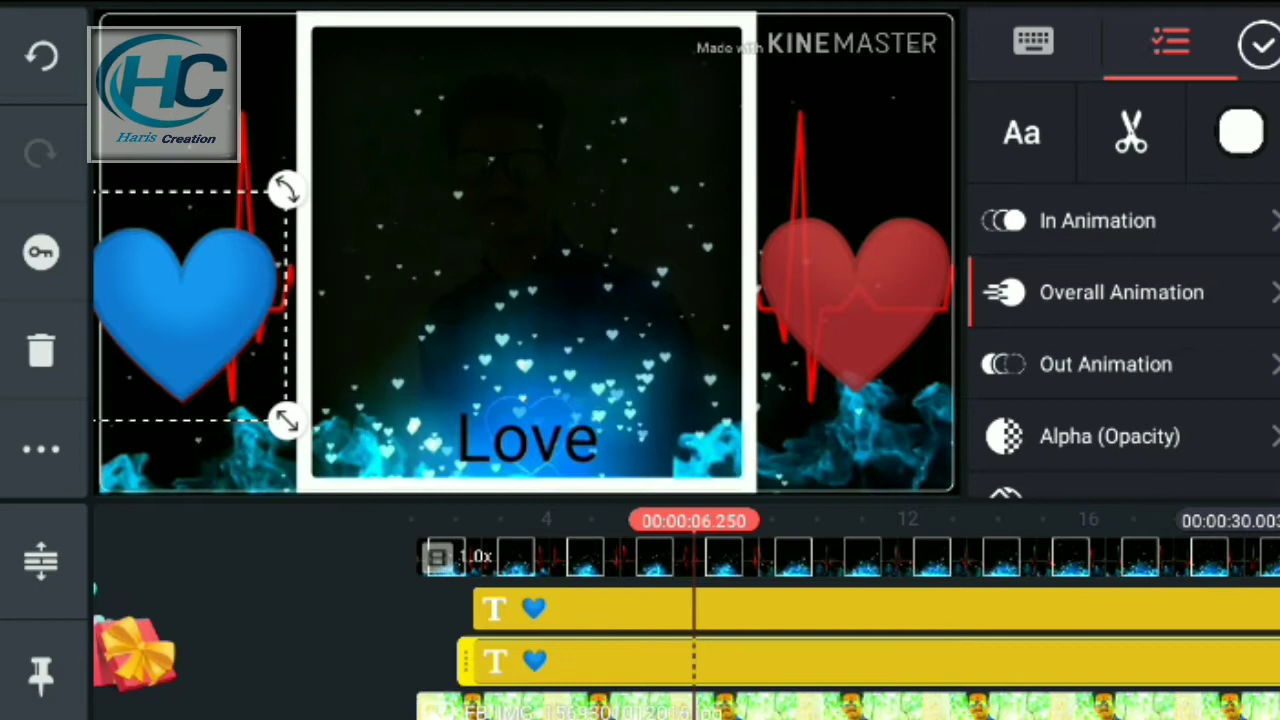 HC
Haris Creation
Made with KINEMASTER
Love
Aa
In Animation
Overall Animation
Out Animation
Alpha (Opacity)
4
00:00:06.250
12
16
00:00:30.00
1.0x
T
T